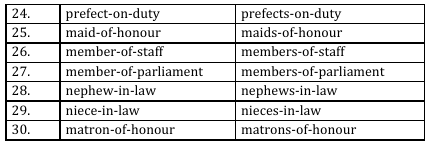 24. prefect-on-duty prefects-on-duty
25. maid-of-honour maids-of-honour
26. member-of-staff members-of-staff
27. member-of-parliament members-of-parliament
28. nephew-in-law nephews-in-law
29. niece-in-law nieces-in-law
30. matron-of-honour matrons-of-honour